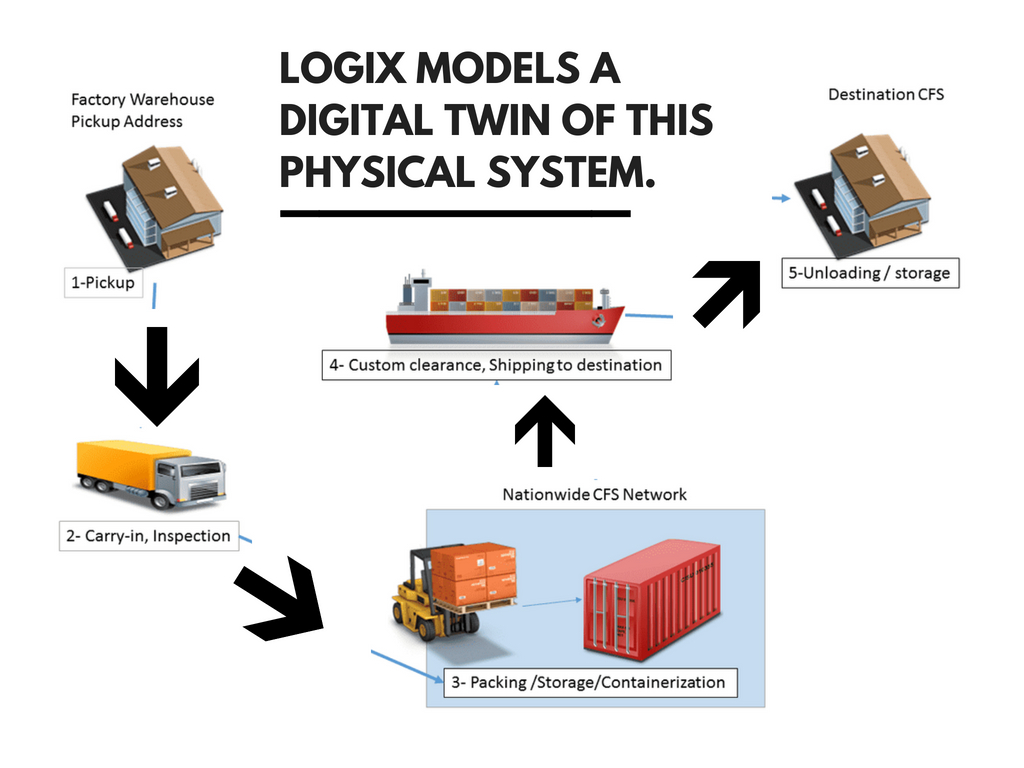 LOGIX MODELS A
DIGITAL TWIN OF THIS
PHYSICAL SYSTEM.
Factory Warehouse
Pickup Address
1-Pickup
2- Carry-in, Inspection
Nationwide CFS Network
3- Packing /Storage/Containerization
4- Custom clearance, Shipping to destination
Destination CFS
5-Unloading / storage